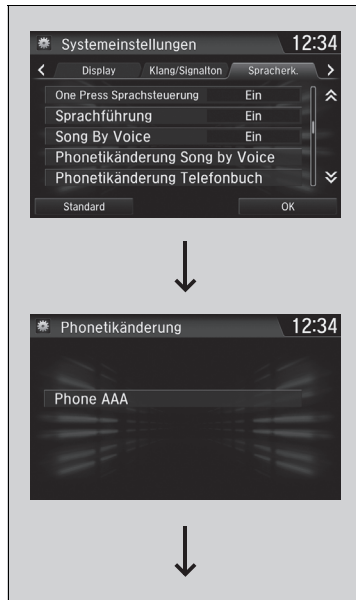 Systemeinstellungen 12:34
Display Klang/Signalton Spracherk.
One Press Sprachsteuerung Ein
Sprachführung Ein
Song By Voice Ein
Phonetikänderung Song by Voice
Phonetikänderung Telefonbuch
Standard OK
Phonetikänderung 12:34
Phone AAA